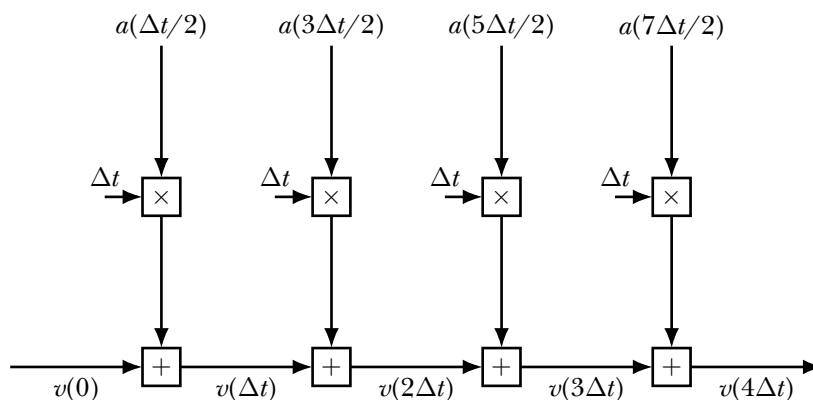 a(Δt/2) a(3Δt/2) a(5Δt/2) a(7Δt/2)
Δt × Δt × Δt × Δt ×
+ + + +
v(0) v(Δt) v(2Δt) v(3Δt) v(4Δt)